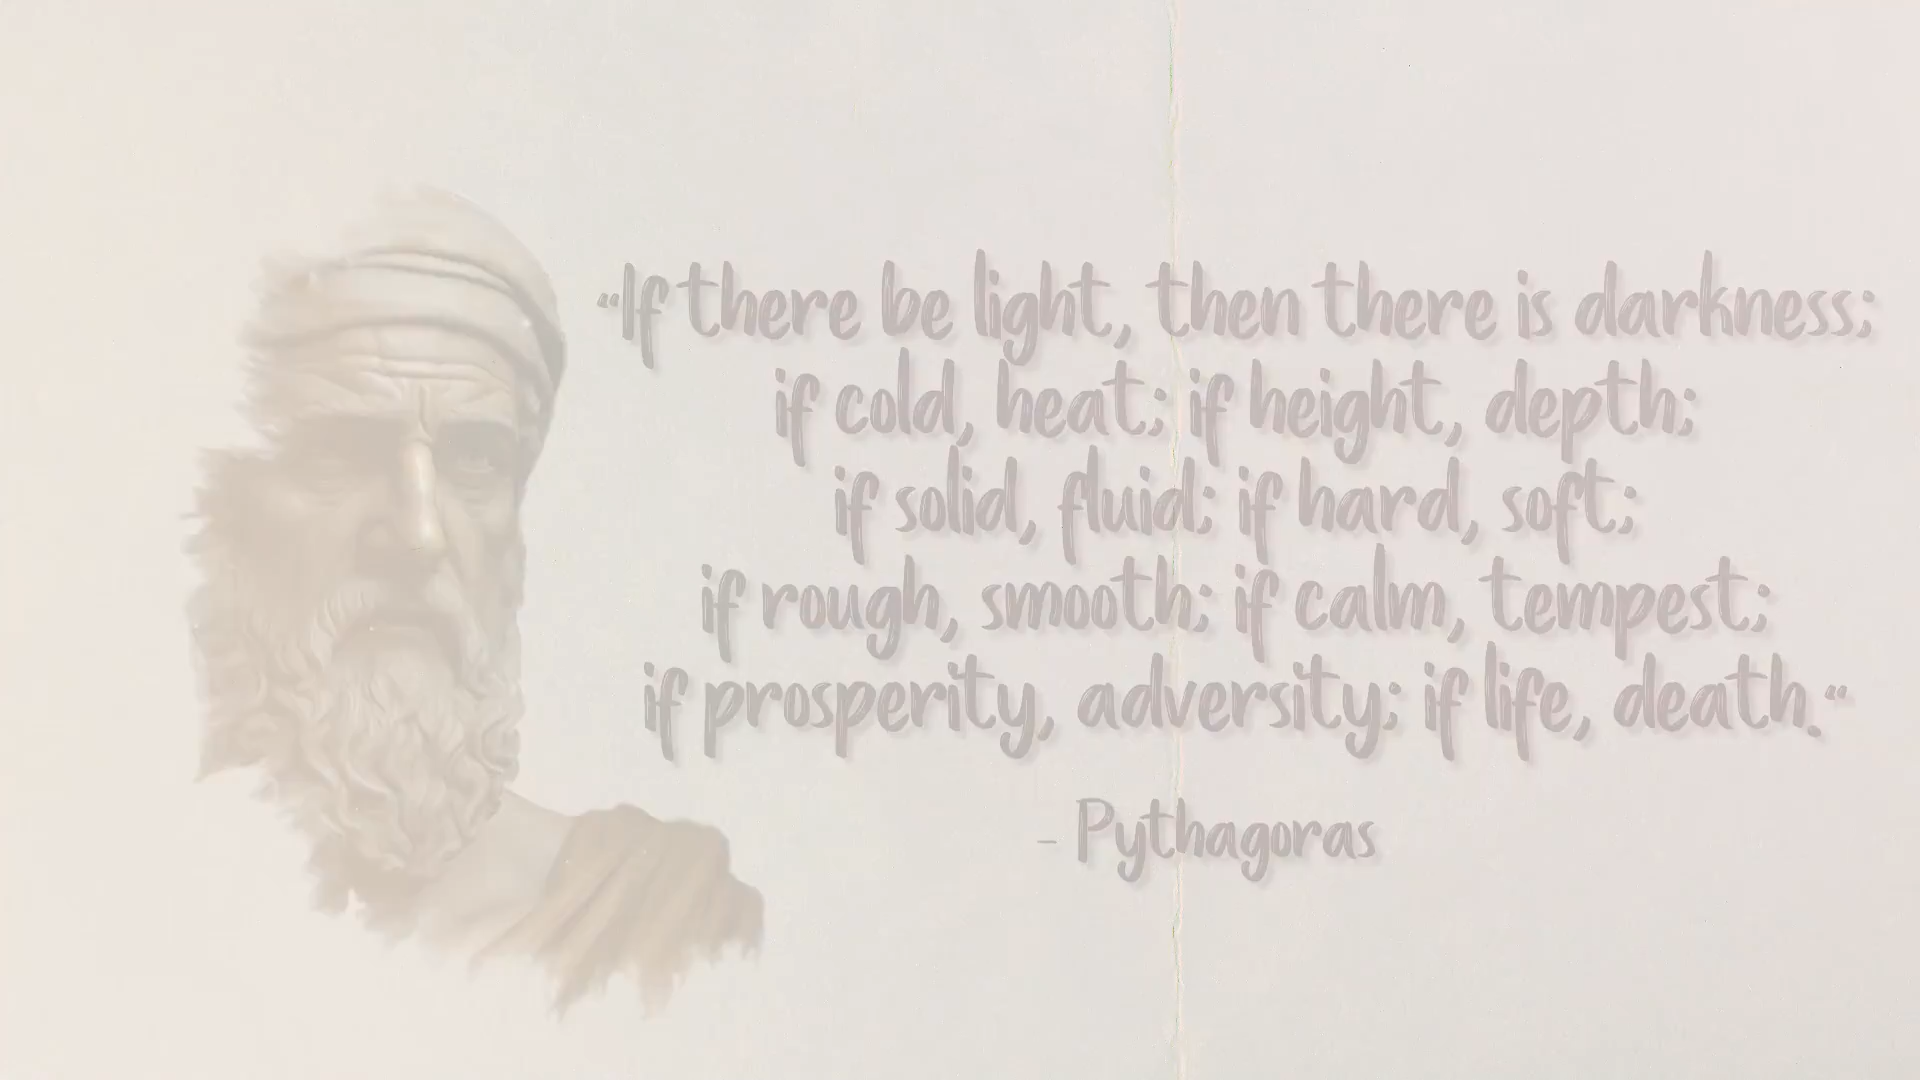 “If there be light, then there is darkness;
if cold, heat; if height, depth;
if solid, fluid; if hard, soft;
if rough, smooth; if calm, tempest;
if prosperity, adversity; if life, death.“
- Pythagoras